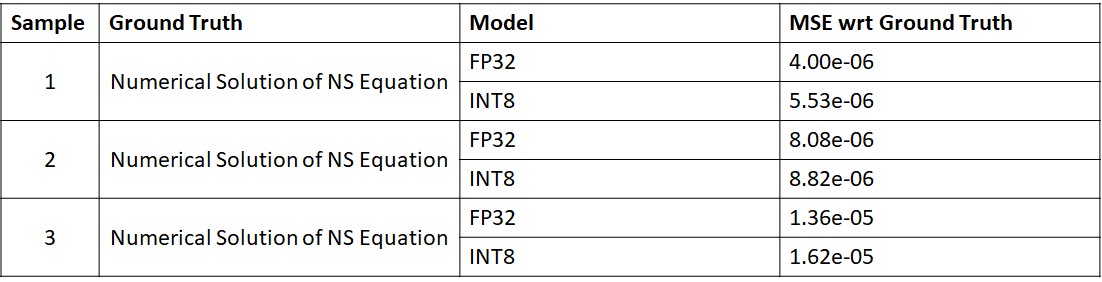 Sample Ground Truth Model MSE wrt Ground Truth
1 Numerical Solution of NS Equation FP32 4.00e-06
INT8 5.53e-06
2 Numerical Solution of NS Equation FP32 8.08e-06
INT8 8.82e-06
3 Numerical Solution of NS Equation FP32 1.36e-05
INT8 1.62e-05